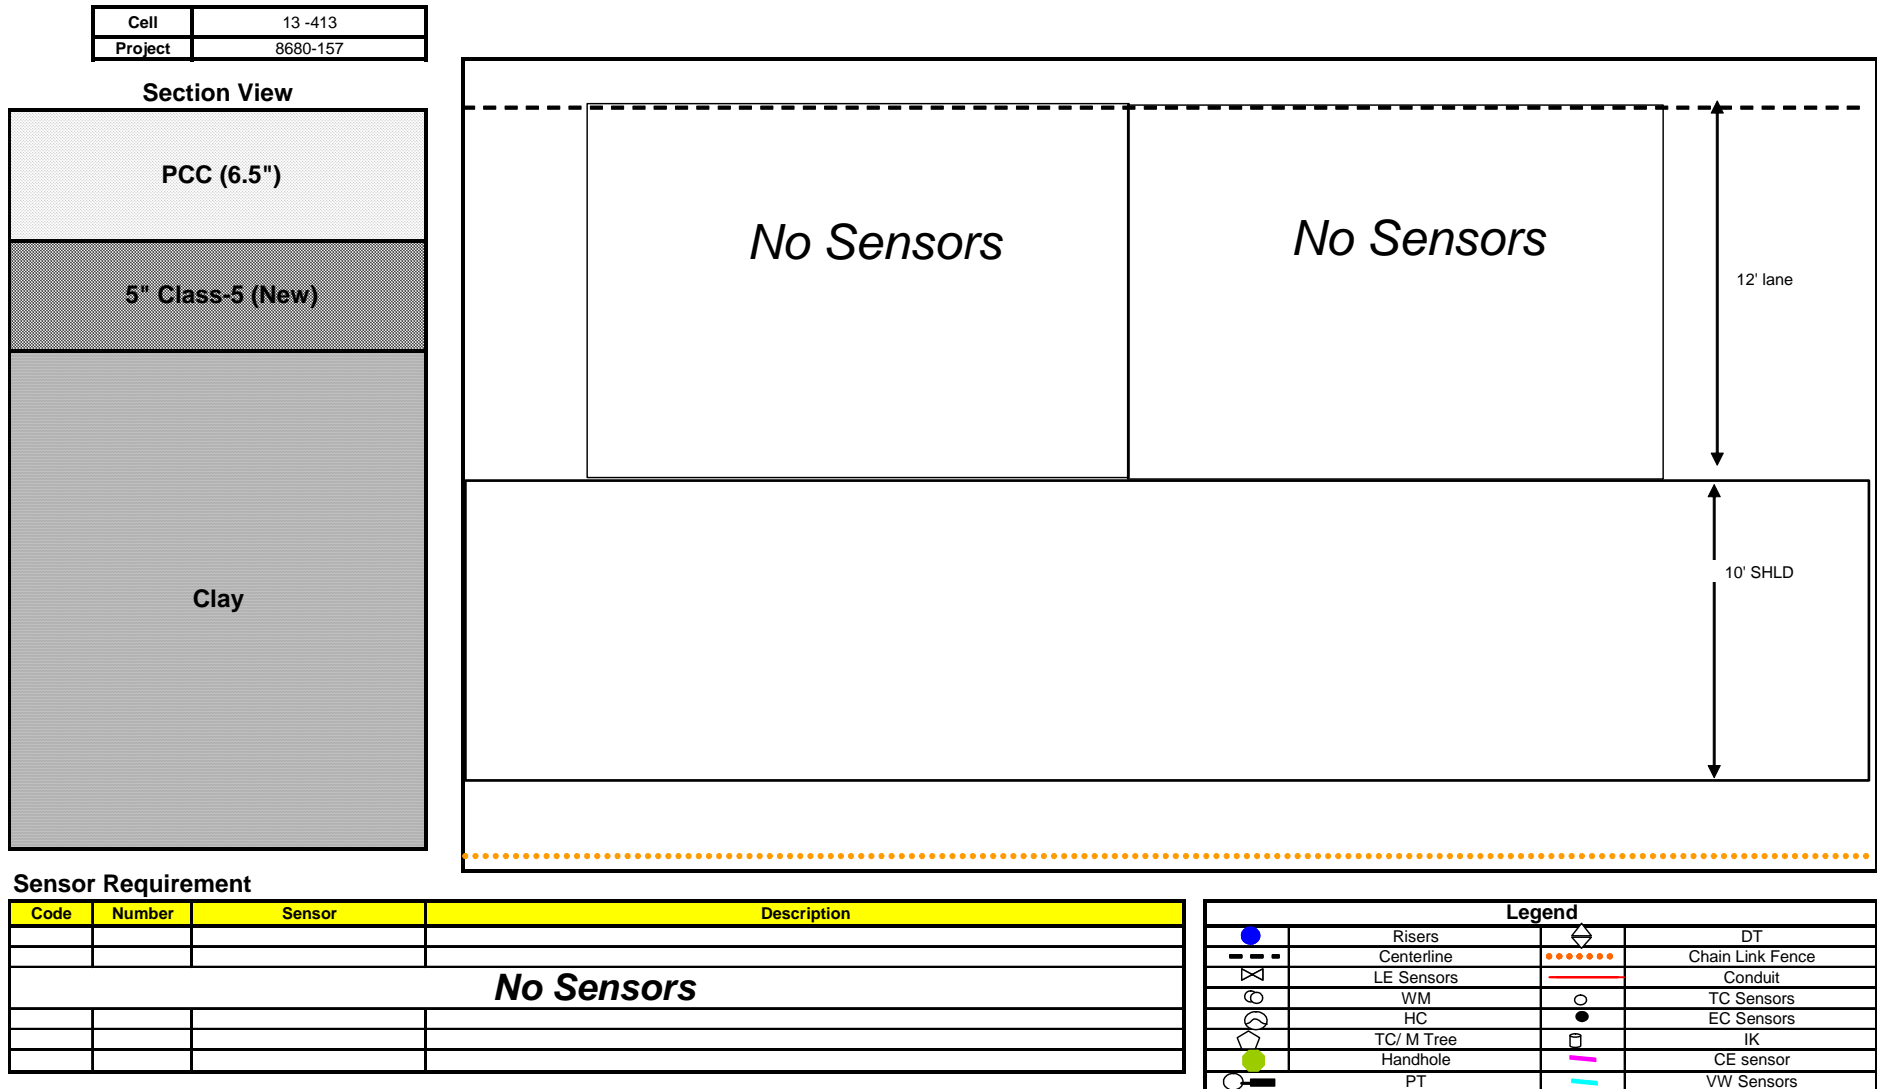 Cell 13 -413
Project 8680-157
Section View
PCC (6.5")
5" Class-5 (New)
Clay
No Sensors No Sensors
12' lane
10' SHLD
Sensor Requirement
Code Number Sensor Description
No Sensors
Legend
Risers DT
Centerline Chain Link Fence
LE Sensors Conduit
WM TC Sensors
HC EC Sensors
TC/ M Tree IK
Handhole CE sensor
PT VW Sensors